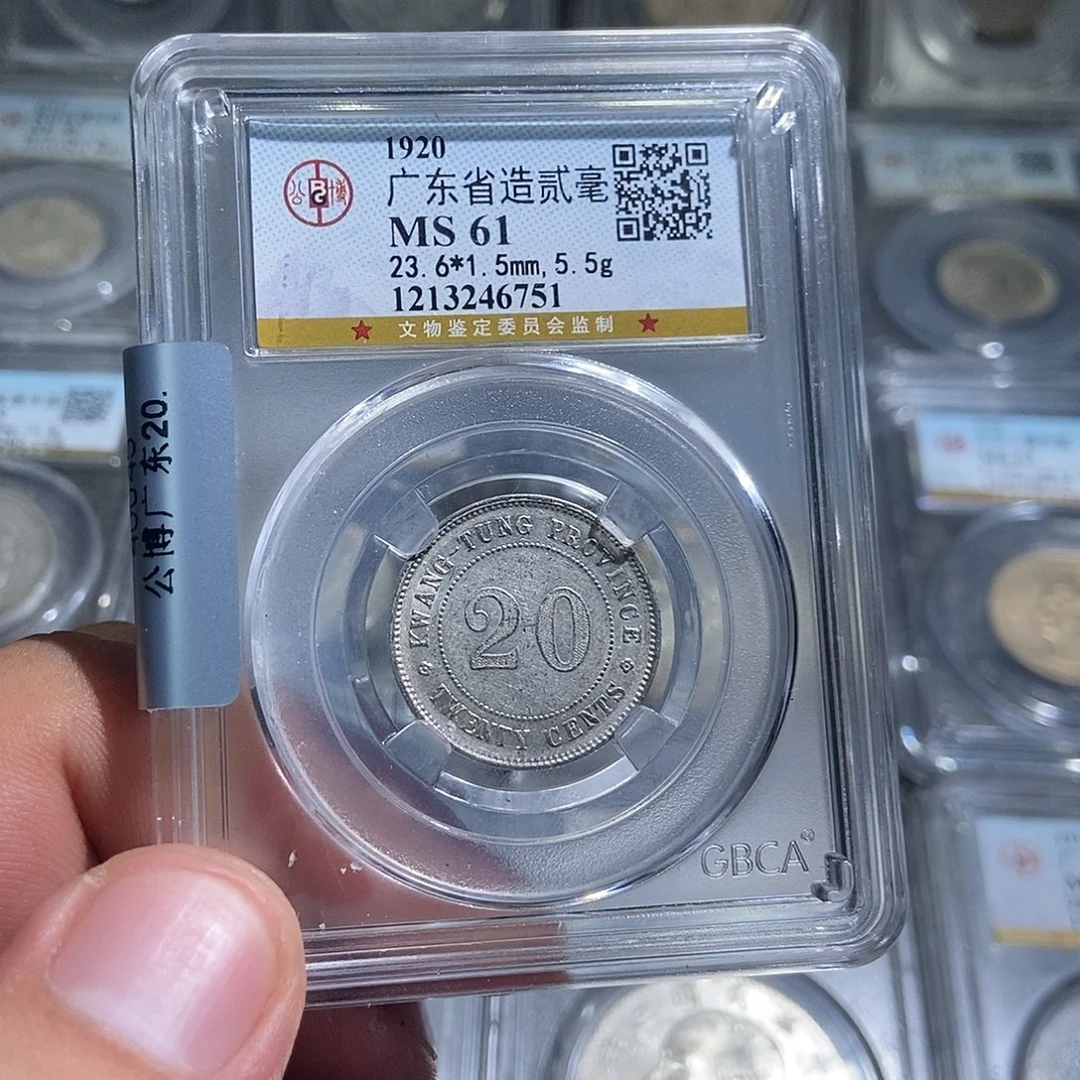 1920
广东省造贰毫
MS 61
23.6*1.5mm,5.5g
1213246751
公博
文物鉴定委员会监制
公博广东20.
KWANG-TUNG PROVINCE
20
TWENTY CENTS
GBCA